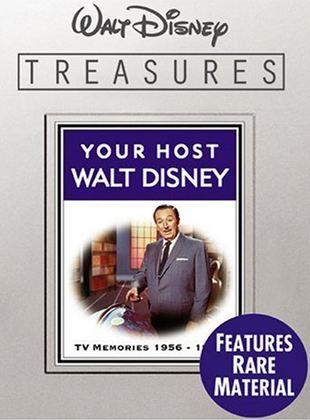 WALT DISNEY
TREASURES
YOUR HOST
WALT DISNEY
TV MEMORIES 1956 - 1
FEATURES
RARE
MATERIAL